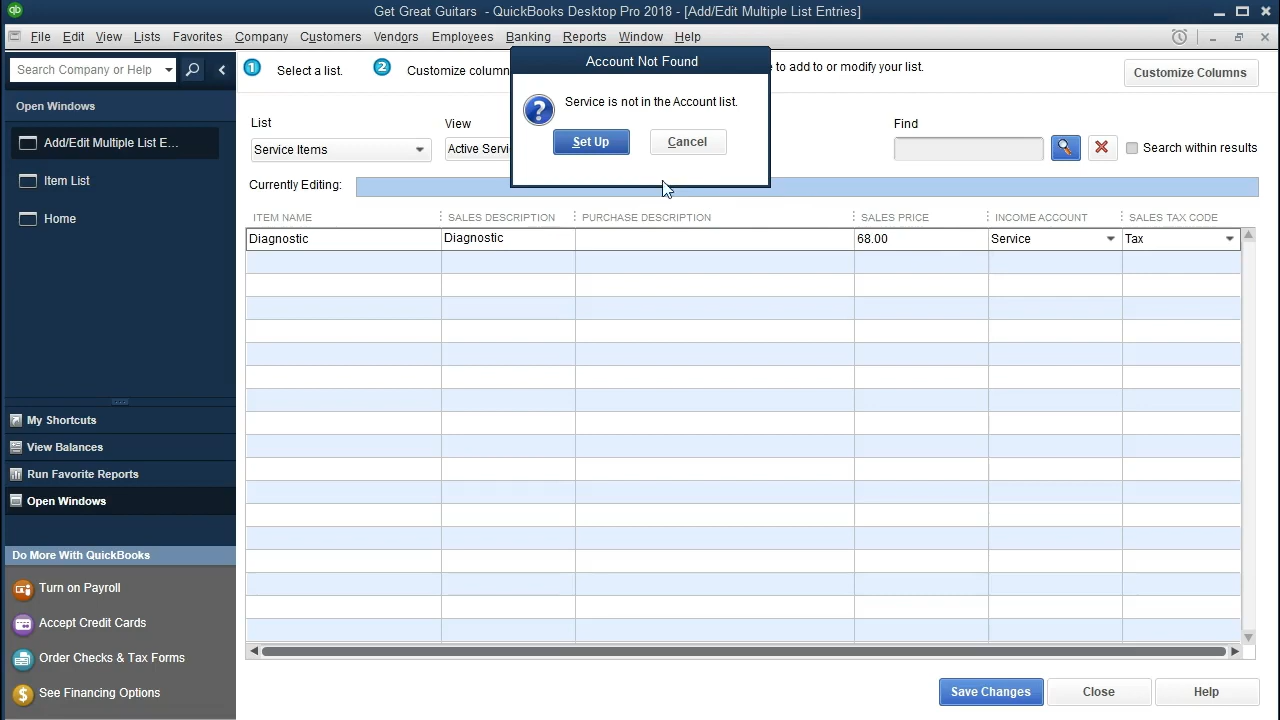 Get Great Guitars - QuickBooks Desktop Pro 2018 - [Add/Edit Multiple List Entries]
File Edit View Lists Favorites Company Customers Vendors Employees Banking Reports Window Help
Search Company or Help
Open Windows
Add/Edit Multiple List E...
Item List
Home
My Shortcuts
View Balances
Run Favorite Reports
Open Windows
Do More With QuickBooks
Turn on Payroll
Accept Credit Cards
Order Checks & Tax Forms
See Financing Options
1 Select a list. 2 Customize column
to add to or modify your list.
Customize Columns
Account Not Found
Service is not in the Account list.
Set Up Cancel
List View Find
Service Items Active Servi
Search within results
Currently Editing:
ITEM NAME SALES DESCRIPTION PURCHASE DESCRIPTION SALES PRICE INCOME ACCOUNT SALES TAX CODE
Diagnostic Diagnostic 68.00 Service Tax
Save Changes Close Help